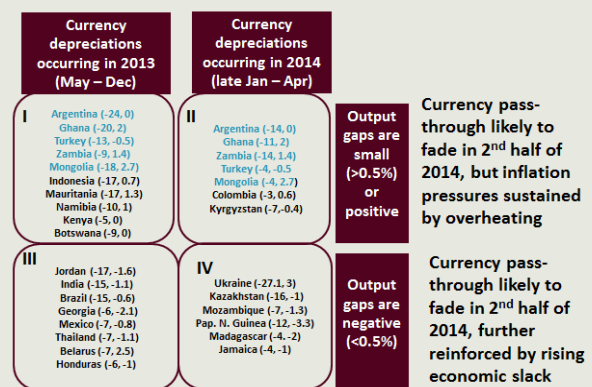 Currency
depreciations
occurring in 2013
(May – Dec)
Currency
depreciations
occurring in 2014
(late Jan – Apr)
I
Argentina (-24, 0)
Ghana (-20, 2)
Turkey (-13, -0.5)
Zambia (-9, 1.4)
Mongolia (-18, 2.7)
Indonesia (-17, 0.7)
Mauritania (-17, 1.3)
Namibia (-10, 1)
Kenya (-5, 0)
Botswana (-9, 0)
II
Argentina (-14, 0)
Ghana (-11, 2)
Zambia (-14, 1.4)
Turkey (-4, -0.5
Mongolia (-4, 2.7)
Colombia (-3, 0.6)
Kyrgyzstan (-7,-0.4)
Output
gaps are
small
(>0.5%)
or
positive
Currency pass-
through likely to
fade in 2nd half of
2014, but inflation
pressures sustained
by overheating
III
Jordan (-17, -1.6)
India (-15, -1.1)
Brazil (-15, -0.6)
Georgia (-6, -2.1)
Mexico (-7, -0.8)
Thailand (-7, -1.1)
Belarus (-7, 2.5)
Honduras (-6, -1)
IV
Ukraine (-27.1, 3)
Kazakhstan (-16, -1)
Mozambique (-7, -1.3)
Pap. N. Guinea (-12, -3.3)
Madagascar (-4. -2)
Jamaica (-4, -1)
Output
gaps are
negative
(<0.5%)
Currency pass-
through likely to
fade in 2nd half of
2014, further
reinforced by rising
economic slack